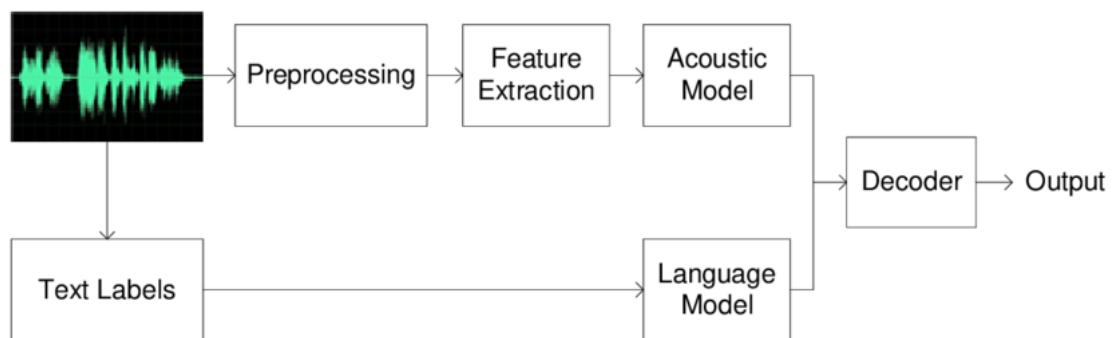 Preprocessing
Feature
Extraction
Acoustic
Model
Decoder
Output
Text Labels
Language
Model